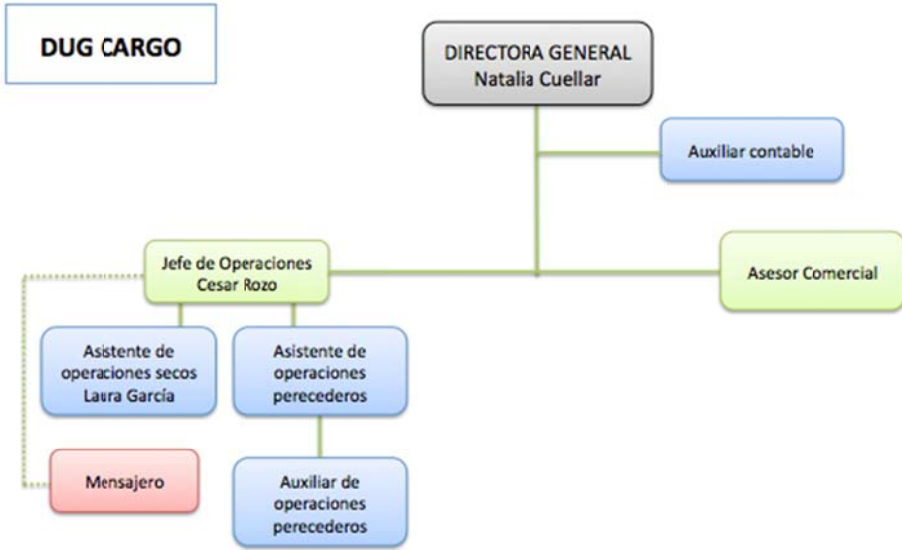 DUG CARGO
DIRECTORA GENERAL
Natalia Cuellar
Auxiliar contable
Jefe de Operaciones
Cesar Rozo
Asesor Comercial
Asistente de
operaciones secos
Laura García
Asistente de
operaciones
perecederos
Mensajero
Auxiliar de
operaciones
perecederos